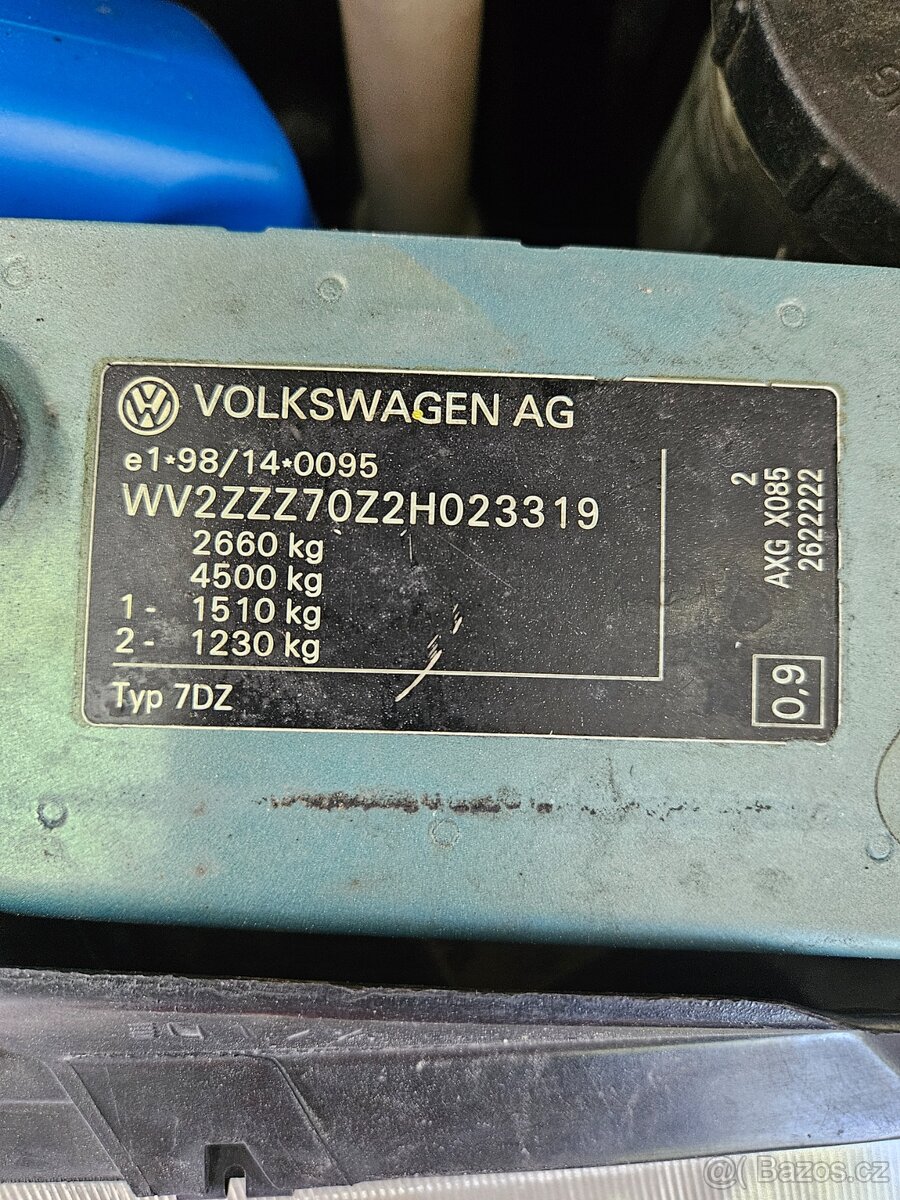 VOLKSWAGEN AG
e1*98/14*0095
WV2ZZZ70Z2H023319
2660 kg
4500 kg
1 - 1510 kg
2 - 1230 kg
Typ 7DZ
2
AXG X085
2622222
0,9
@( Bazos.cz